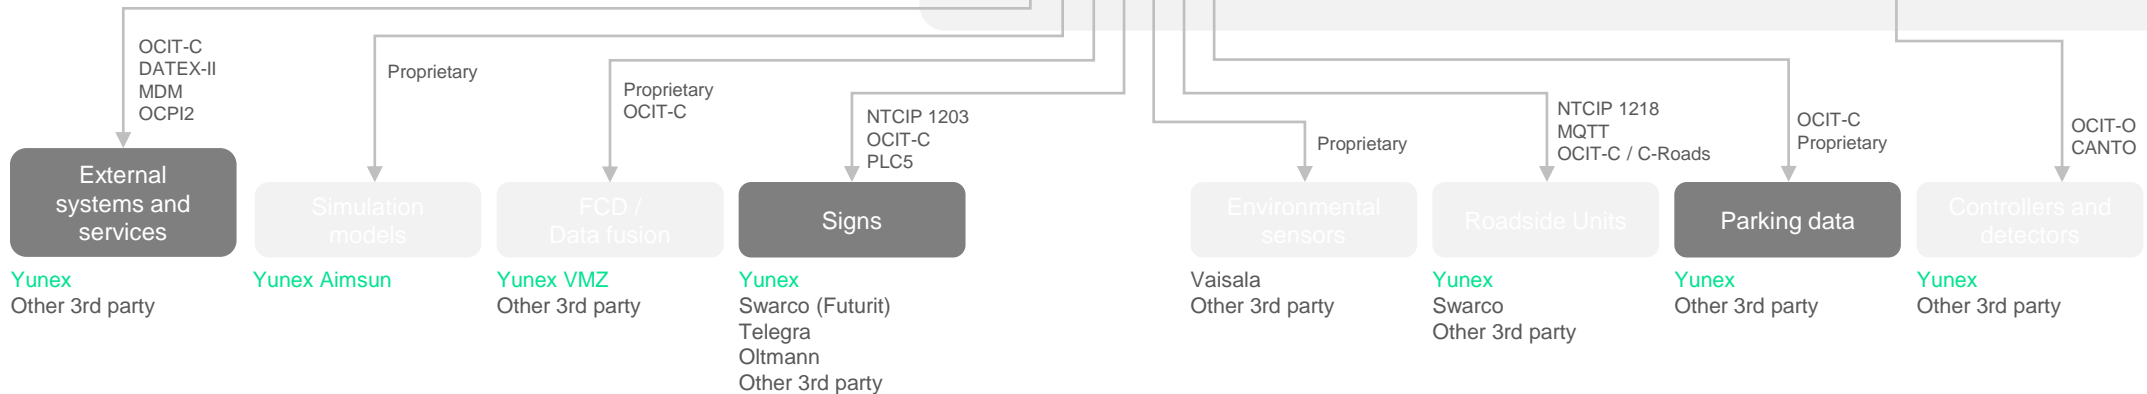 OCIT-C
DATEX-II
MDM
OCPI2
External
systems and
services
Yunex
Other 3rd party
Proprietary
Simulation
models
Yunex Aimsun
Proprietary
OCIT-C
FCD /
Data fusion
Yunex VMZ
Other 3rd party
NTCIP 1203
OCIT-C
PLC5
Signs
Yunex
Swarco (Futurit)
Telegra
Oltmann
Other 3rd party
Proprietary
Environmental
sensors
Vaisala
Other 3rd party
NTCIP 1218
MQTT
OCIT-C / C-Roads
Roadside Units
Yunex
Swarco
Other 3rd party
OCIT-C
Proprietary
Parking data
Yunex
Other 3rd party
OCIT-O
CANTO
Controllers and
detectors
Yunex
Other 3rd party